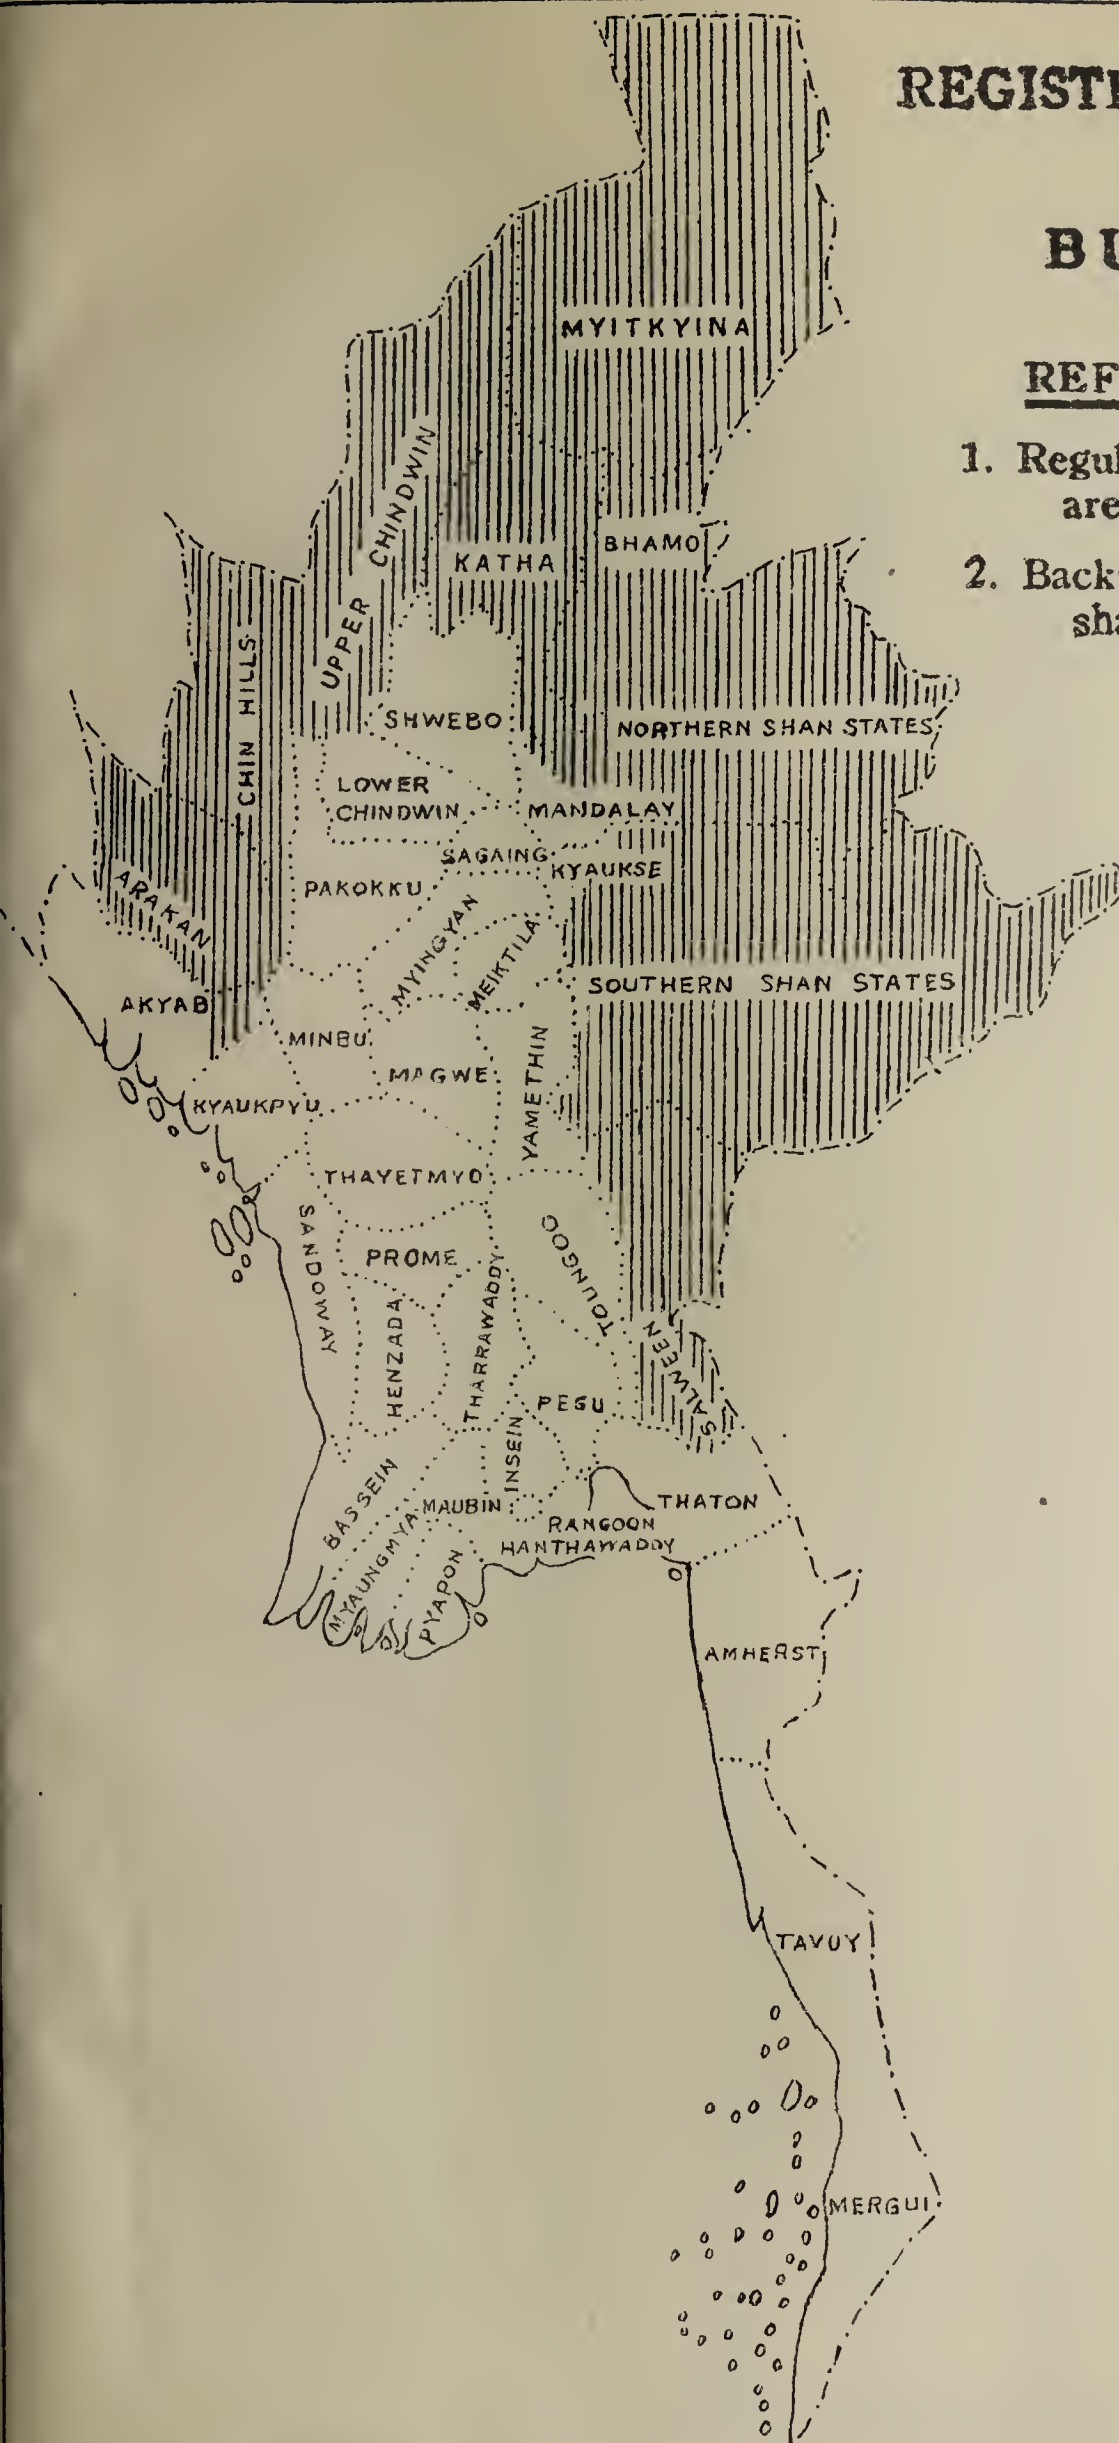 REGIST
BU
REF
1. Regul
are
2. Back
sha
MYITKYINA
UPPER CHINDWIN
KATHA
BHAMO
CHIN HILLS
SHWEBO
NORTHERN SHAN STATES
LOWER
CHINDWIN
MANDALAY
SAGAING
KYAUKSE
ARAKAN
PAKOKKU
MYINGYAN
MEIKTILA
SOUTHERN SHAN STATES
AKYAB
MINBU
MAGWE
YAMETHIN
KYAUKPYU
THAYETMYO
SANDOWAY
PROME
TOUNGOO
HENZADA
THARRAWADDY
SALWEEN
PEGU
INSEIN
BASSEIN
MAUBIN
THATON
RANGOON
HANTHAWADDY
MYAUNGMYA
PYAPON
AMHERST
TAVUY
MERGUI